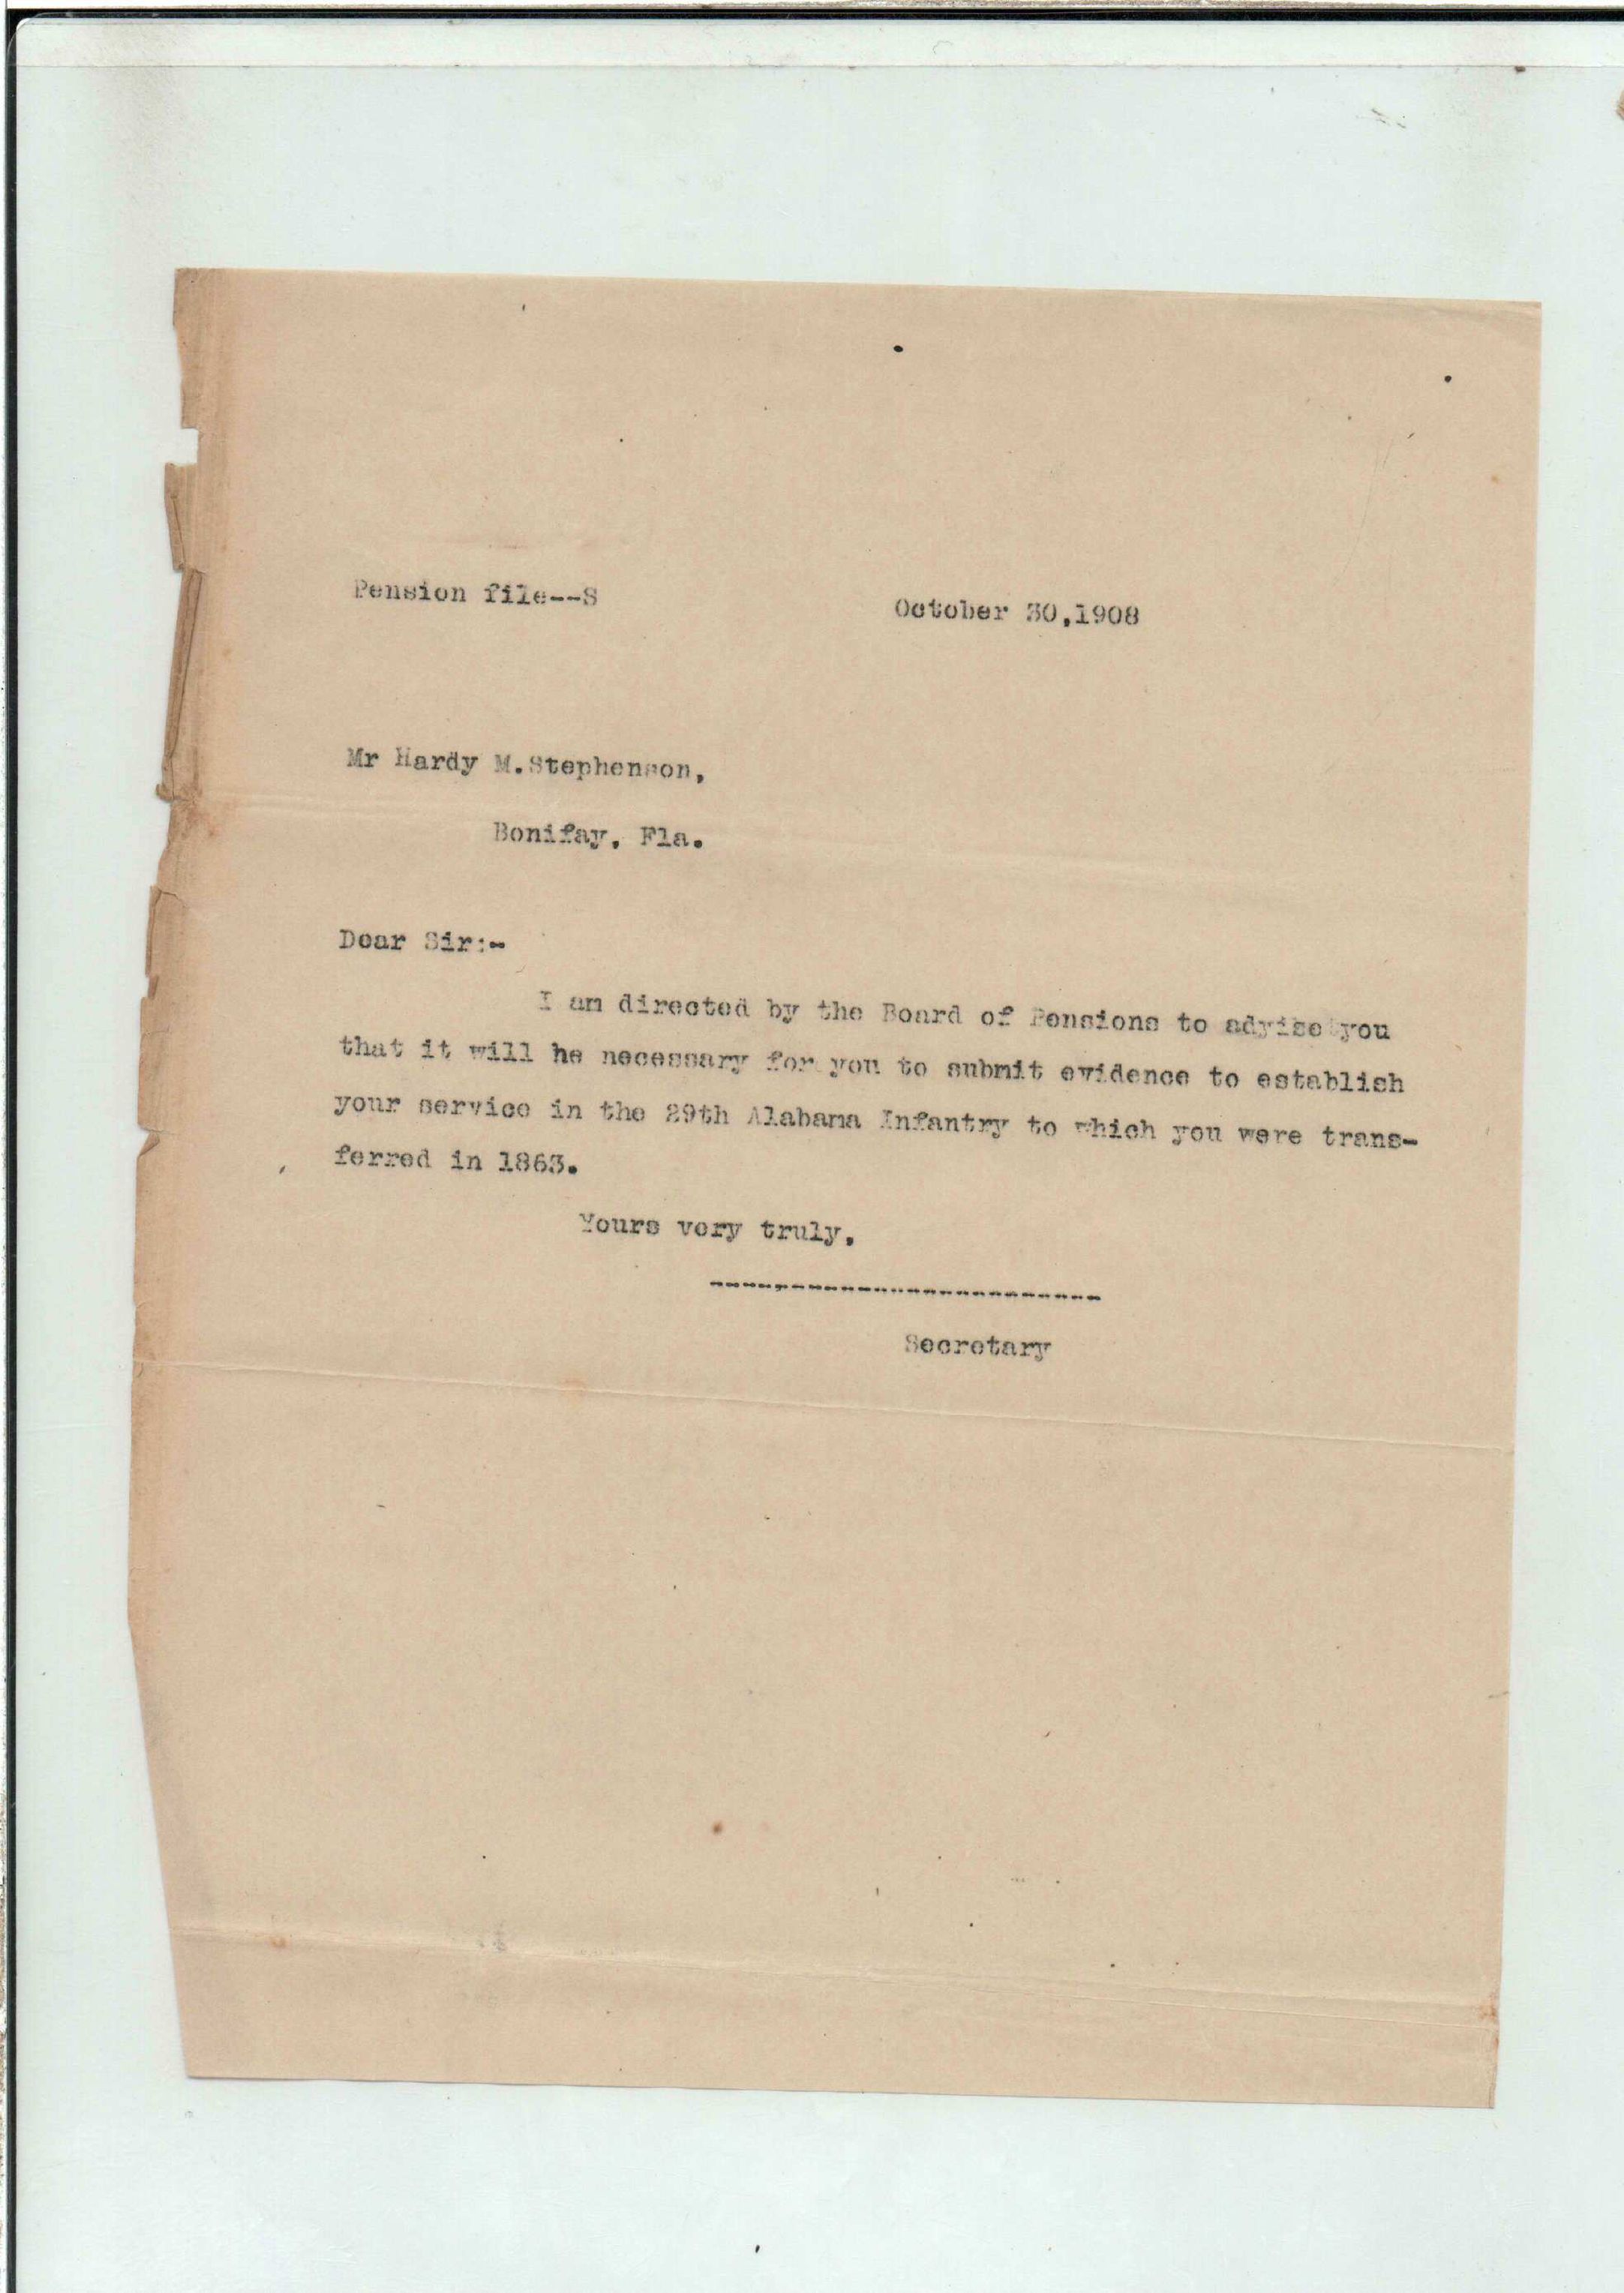 Pension file--S
October 30,1908
Mr Hardy M.Stephenson,
Bonifay, Fla.
Dear Sir:-
I am directed by the Board of Pensions to advise you
that it will be necessary for you to submit evidence to establish
your service in the 29th Alabama Infantry to which you were trans-
ferred in 1863.
Yours very truly,
--------------------------
Secretary